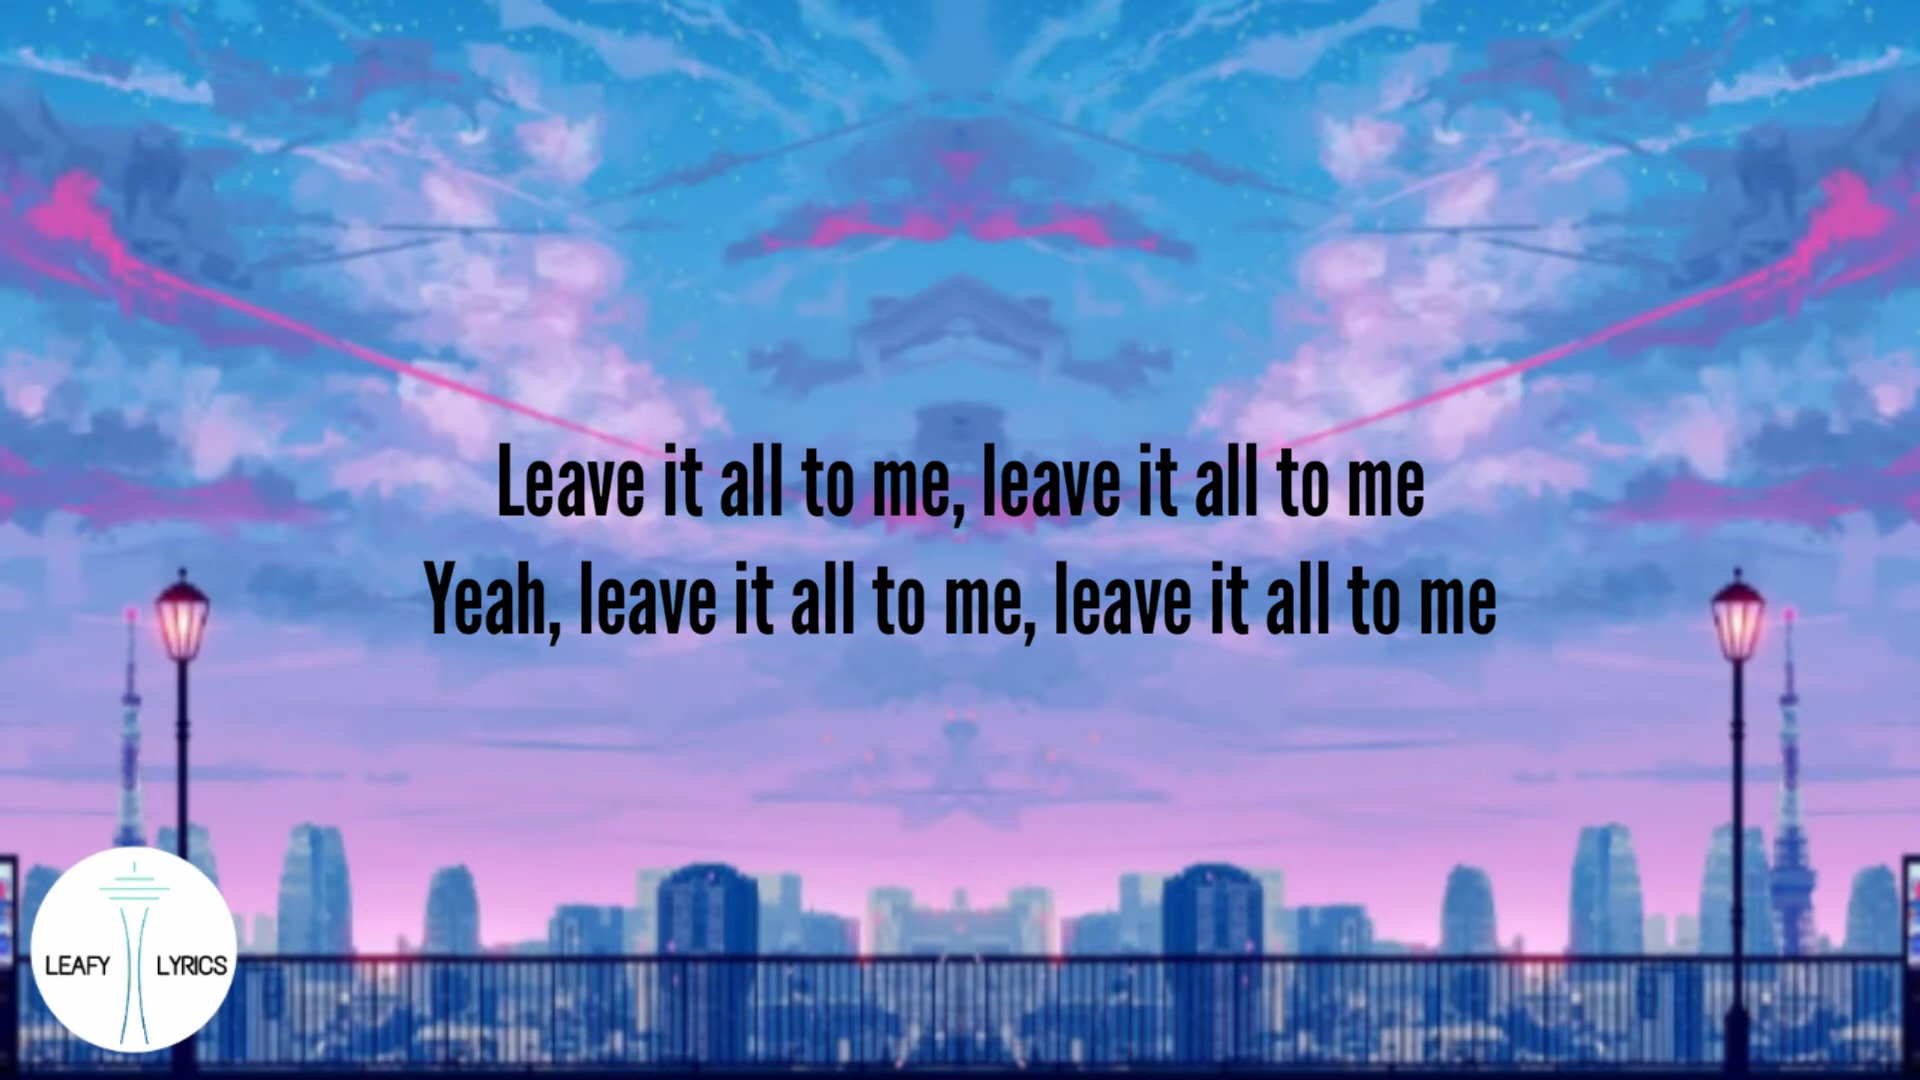 Leave it all to me, leave it all to me
Yeah, leave it all to me, leave it all to me
LEAFY LYRICS